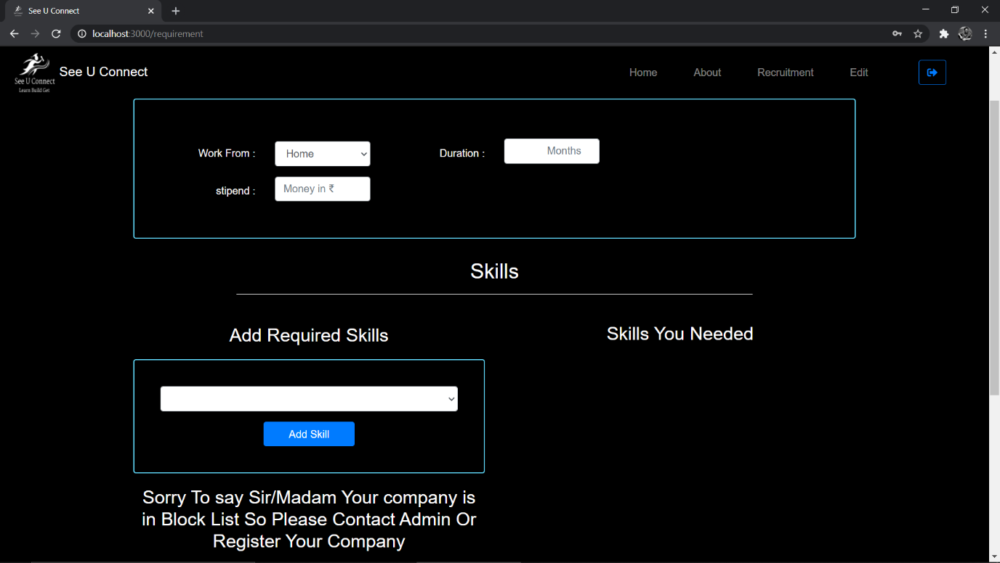 See U Connect
localhost:3000/requirement
See U Connect
Learn Build Get
See U Connect
Home About Recruitment Edit
Work From : Home Duration : Months
stipend : Money in ₹
Skills
Add Required Skills
Skills You Needed
Add Skill
Sorry To say Sir/Madam Your company is
in Block List So Please Contact Admin Or
Register Your Company